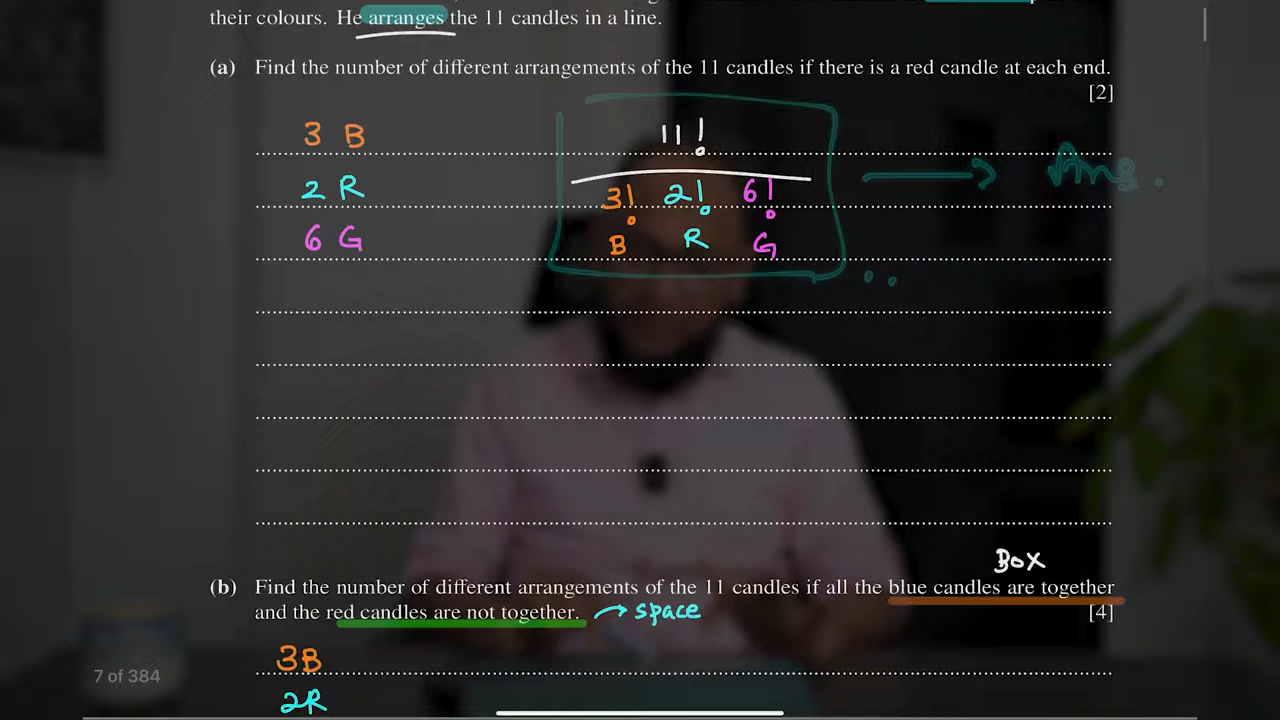 their colours. He arranges the 11 candles in a line.
(a) Find the number of different arrangements of the 11 candles if there is a red candle at each end.
[2]
3 B
11!
2 R
3! 2! 6!
Ans.
6 G
B R G
BOX
(b) Find the number of different arrangements of the 11 candles if all the blue candles are together
and the red candles are not together. → space [4]
3B
7 of 384
2R